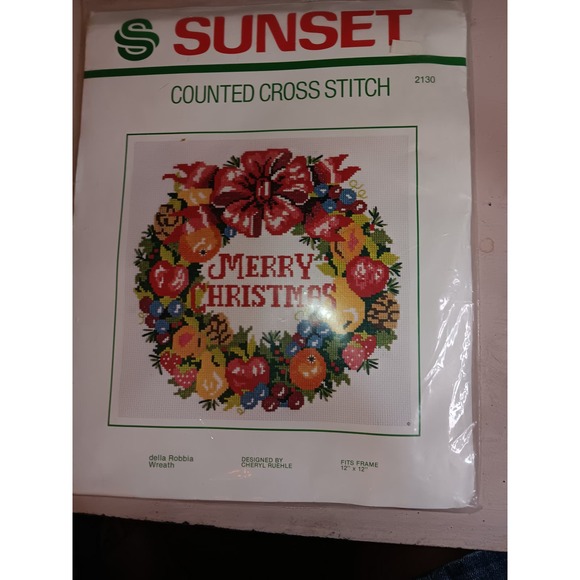 SUNSET
COUNTED CROSS STITCH
2130
MERRY
CHRISTMAS
della Robbia
Wreath
DESIGNED BY
CHERYL RUEHLE
FITS FRAME
12" x 12"